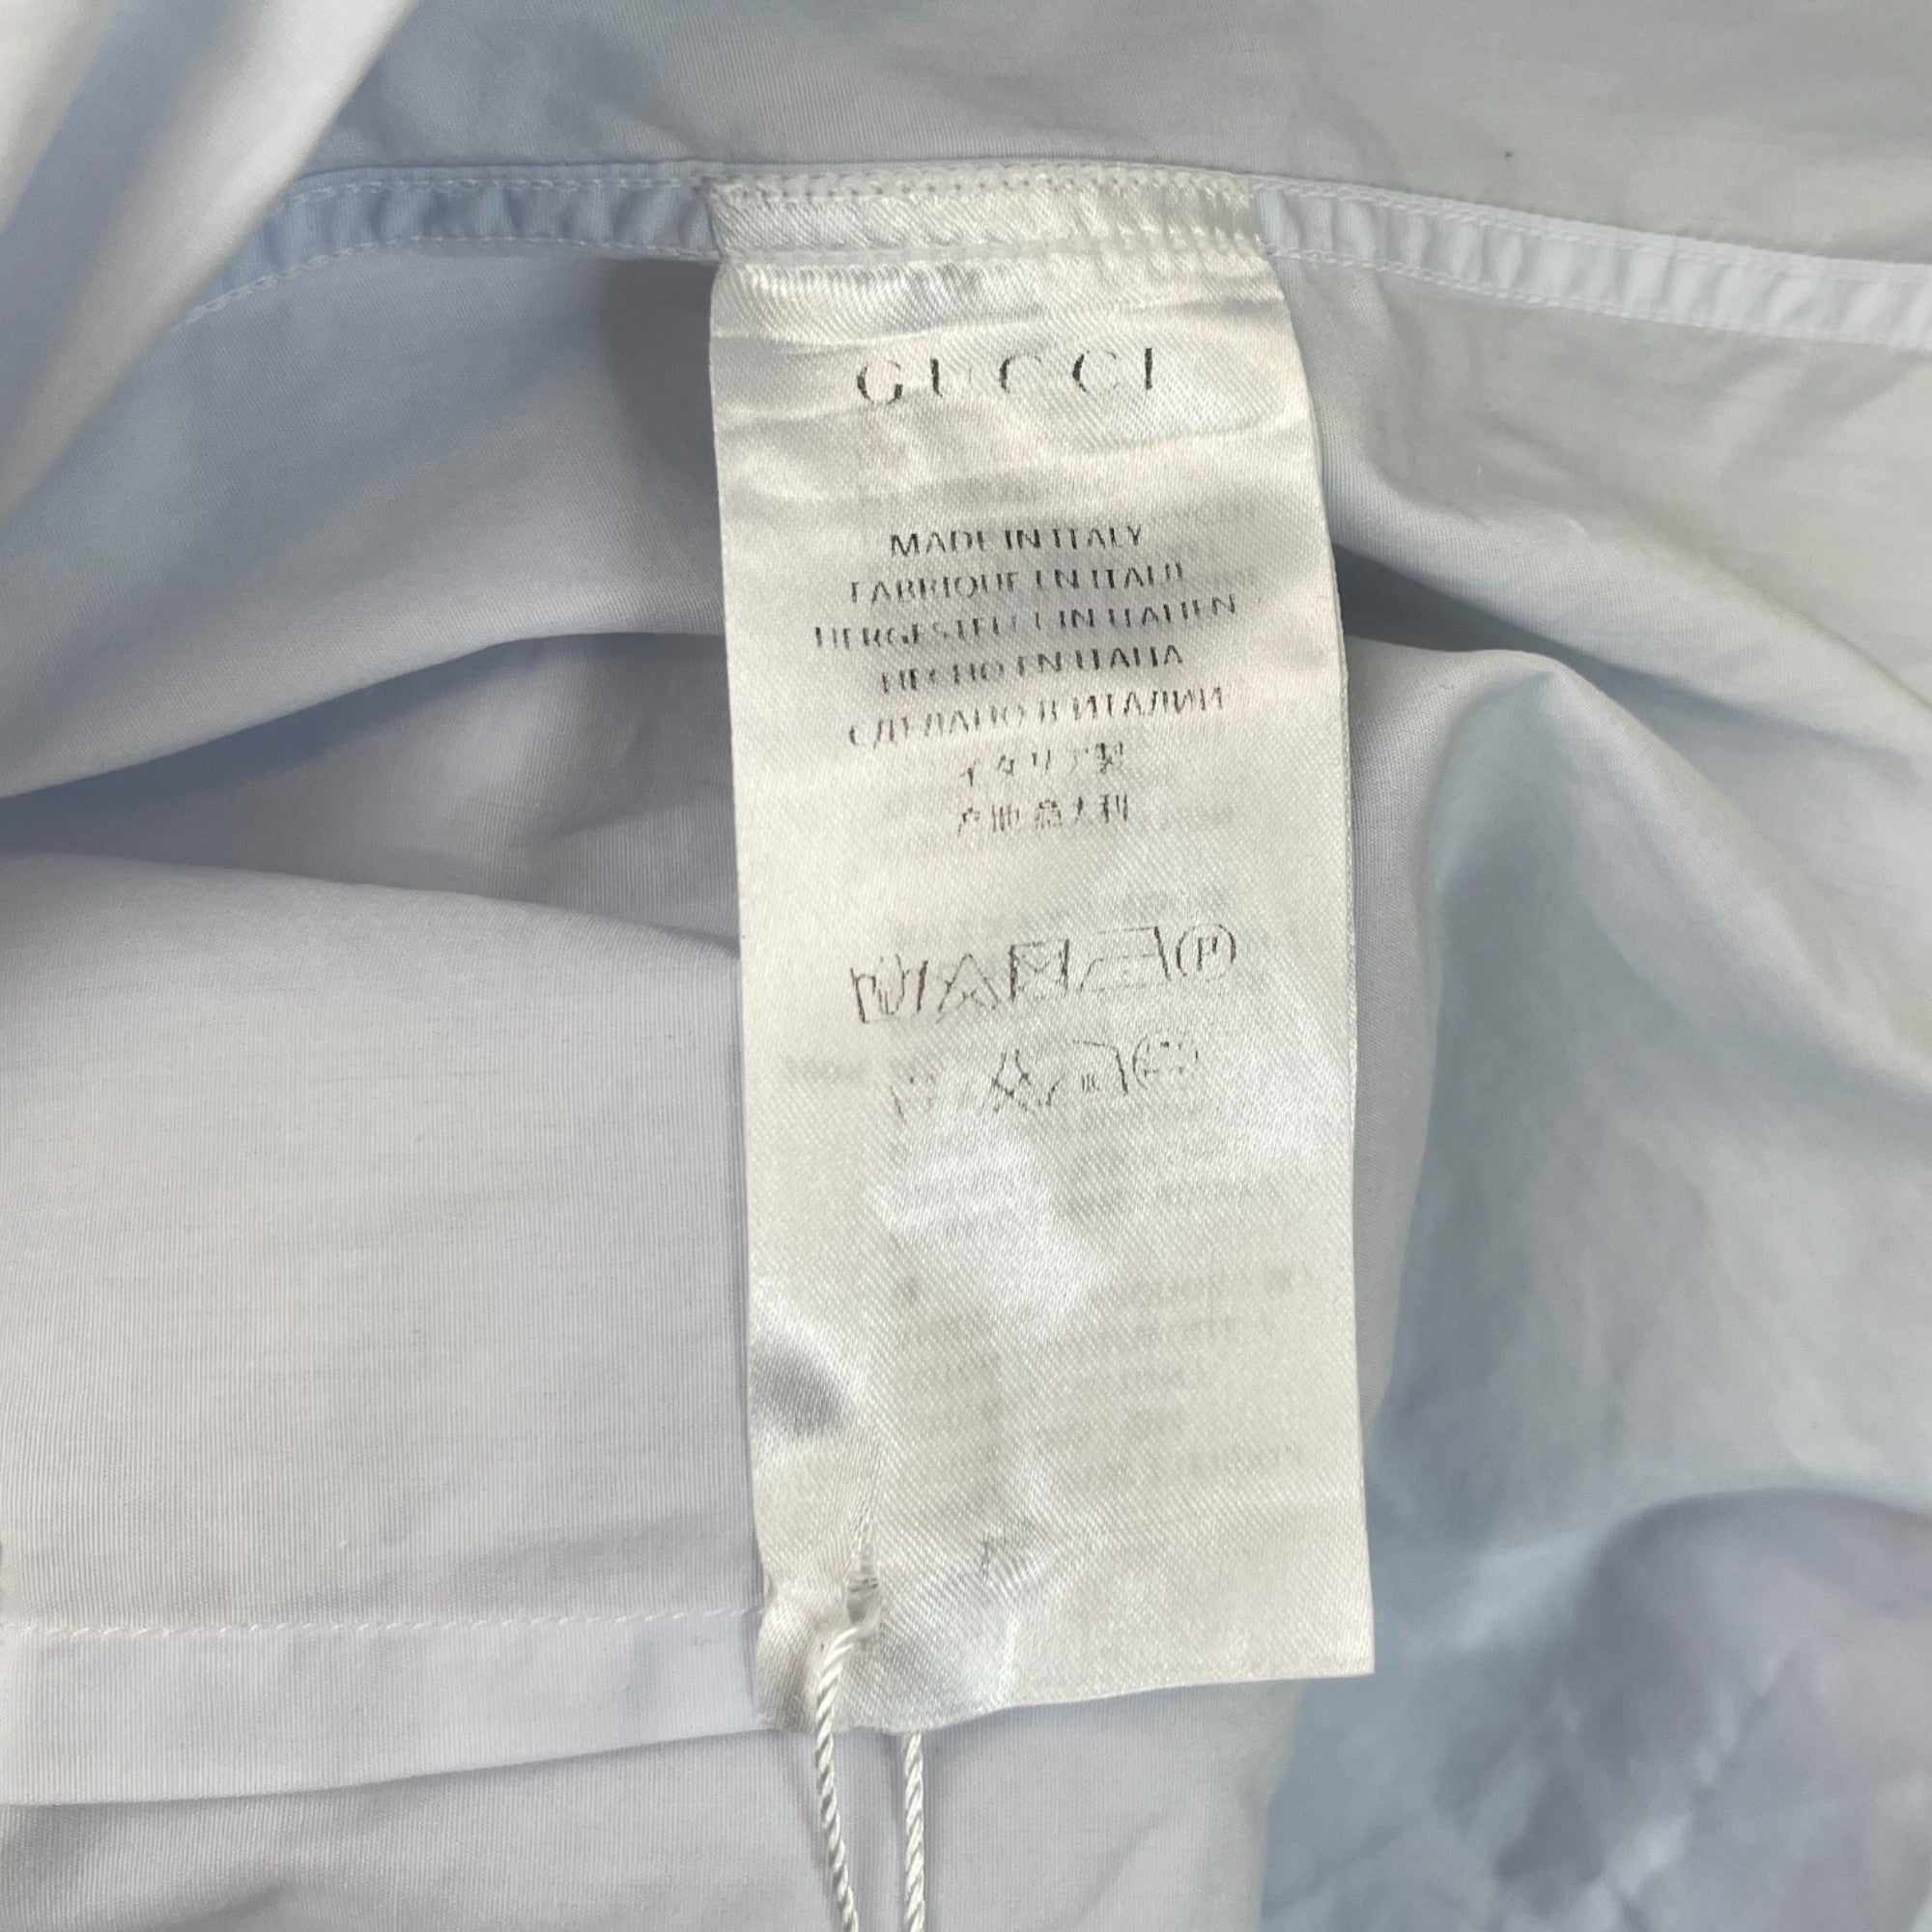 GUCCI
MADE IN ITALY
FABRIQUE EN ITALIE
HERGESTELLT IN ITALIEN
HECHO EN ITALIA
СДЕЛАНО В ИТАЛИИ
イタリア製
产地意大利
P